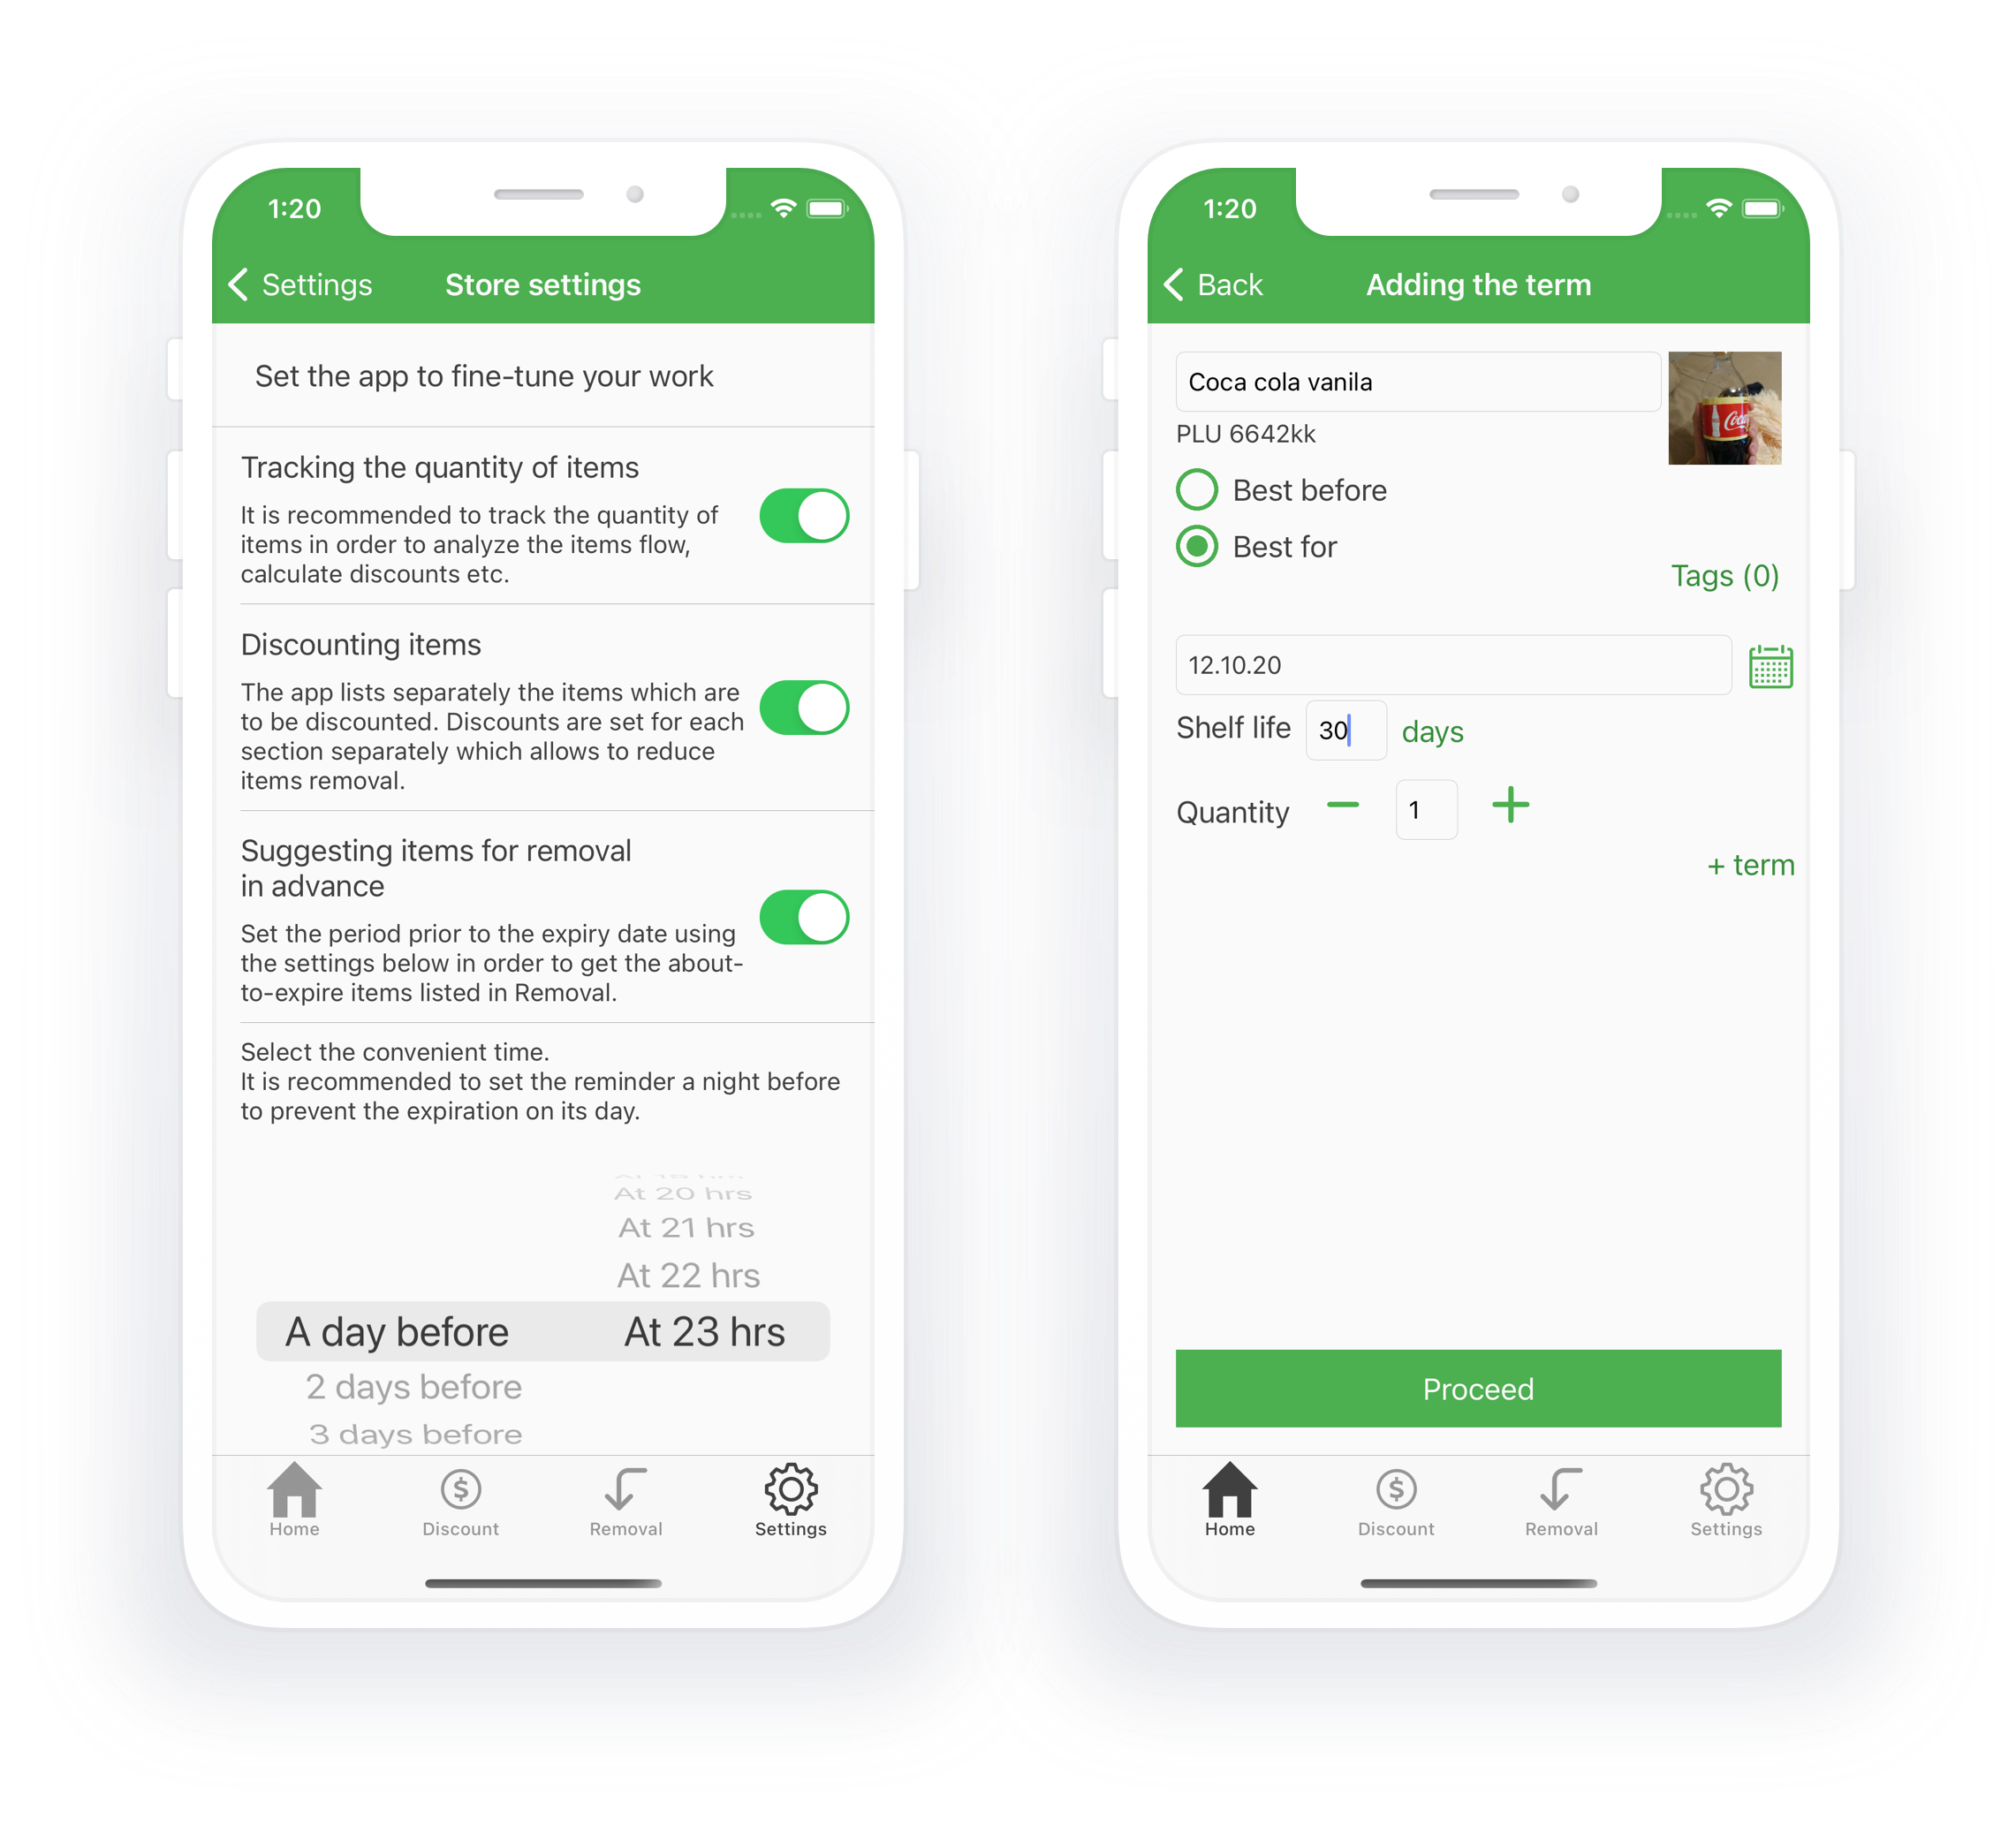 1:20
Settings
Store settings
Set the app to fine-tune your work
Tracking the quantity of items
It is recommended to track the quantity of
items in order to analyze the items flow,
calculate discounts etc.
Discounting items
The app lists separately the items which are
to be discounted. Discounts are set for each
section separately which allows to reduce
items removal.
Suggesting items for removal
in advance
Set the period prior to the expiry date using
the settings below in order to get the about-
to-expire items listed in Removal.
Select the convenient time.
It is recommended to set the reminder a night before
to prevent the expiration on its day.
At 20 hrs
At 21 hrs
At 22 hrs
A day before At 23 hrs
2 days before
3 days before
Home $ Discount Removal Settings
1:20
Back
Adding the term
Coca cola vanila
PLU 6642kk
Best before
Best for
Tags (0)
12.10.20
Shelf life 30 days
Quantity − 1 +
+ term
Proceed
Home $ Discount Removal Settings